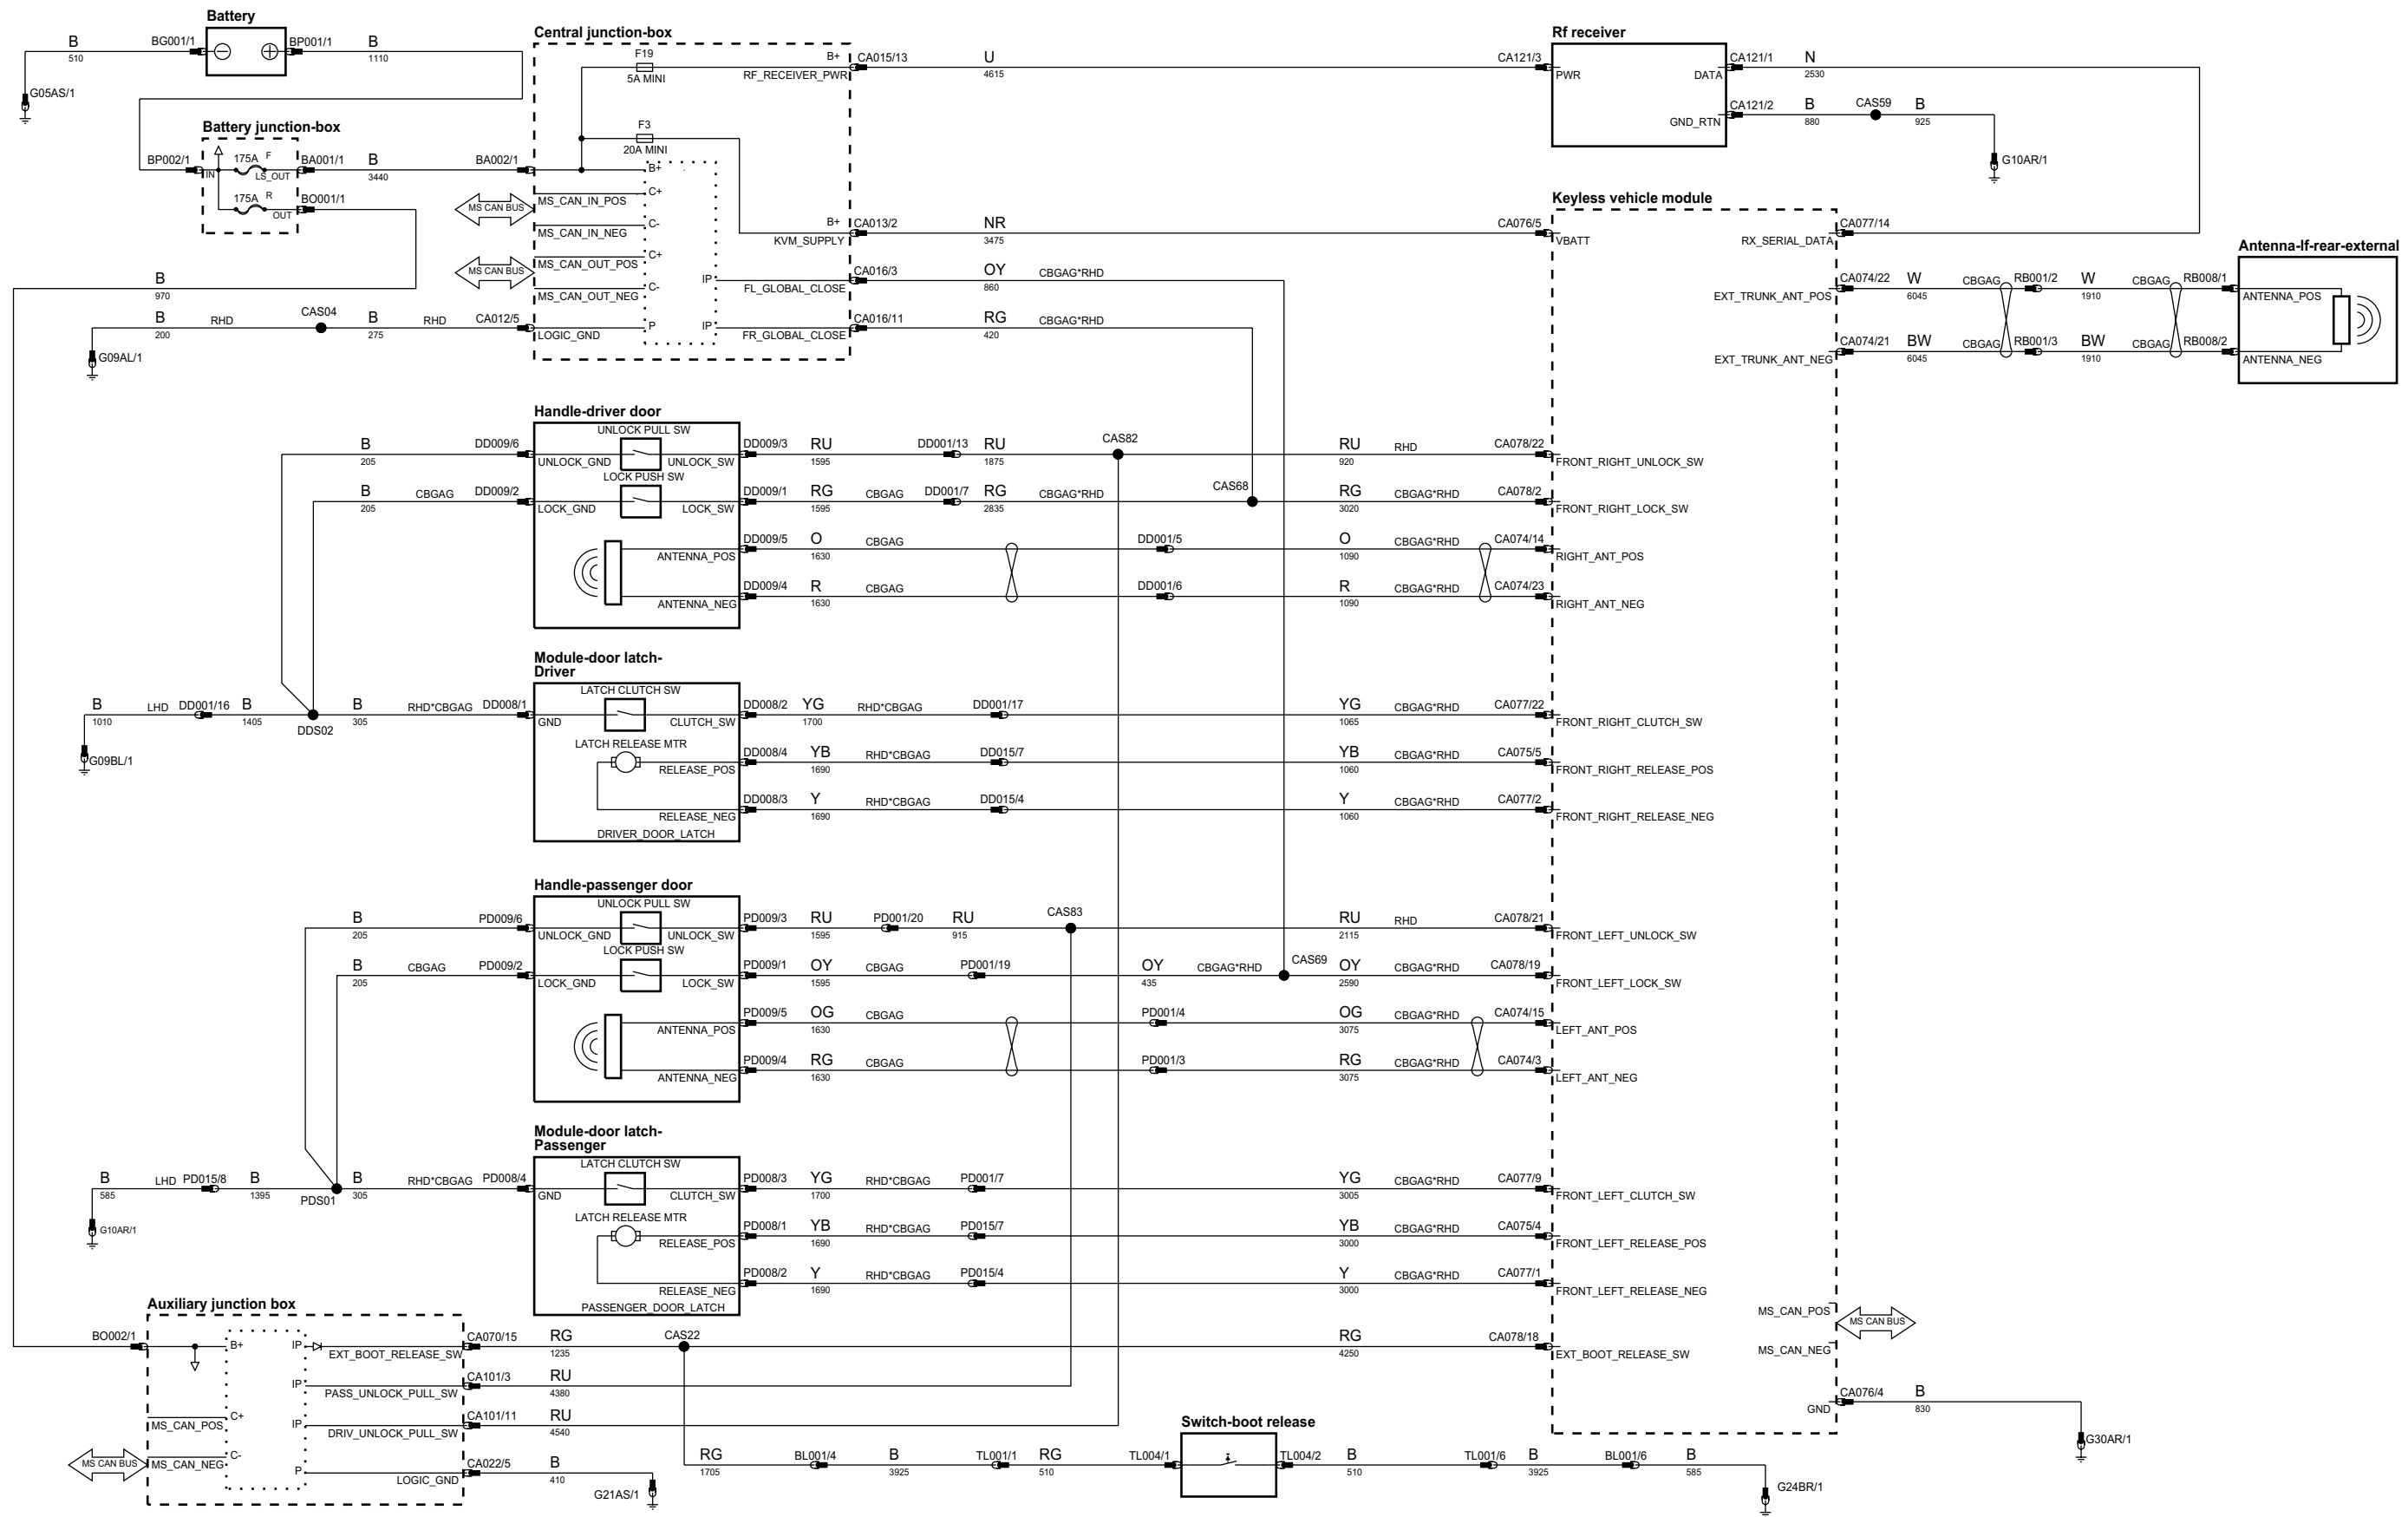 Battery
B
510
BG001/1
BP001/1
B
1110
G05AS/1
Battery junction-box
BP002/1
IN
175A
F
LS_OUT
BA001/1
B
3440
BA002/1
175A
R
OUT
BO001/1
B
970
B
200
RHD
CAS04
B
275
RHD
CA012/5
G09AL/1
Central junction-box
F19
5A MINI
B+
RF_RECEIVER_PWR
CA015/13
U
4615
CA121/3
F3
20A MINI
B+
C+
MS CAN BUS
MS_CAN_IN_POS
C-
MS_CAN_IN_NEG
C+
MS CAN BUS
MS_CAN_OUT_POS
C-
MS_CAN_OUT_NEG
P
LOGIC_GND
B+
KVM_SUPPLY
CA013/2
NR
3475
CA076/5
IP
FL_GLOBAL_CLOSE
CA016/3
OY
860
CBGAG*RHD
IP
FR_GLOBAL_CLOSE
CA016/11
RG
420
CBGAG*RHD
Rf receiver
PWR
DATA
CA121/1
N
2530
GND_RTN
CA121/2
B
880
CAS59
B
925
G10AR/1
Keyless vehicle module
VBATT
RX_SERIAL_DATA
CA077/14
EXT_TRUNK_ANT_POS
CA074/22
W
6045
CBGAG
RB001/2
W
1910
CBGAG
RB008/1
EXT_TRUNK_ANT_NEG
CA074/21
BW
6045
CBGAG
RB001/3
BW
1910
CBGAG
RB008/2
Antenna-lf-rear-external
ANTENNA_POS
ANTENNA_NEG
Handle-driver door
UNLOCK PULL SW
B
205
DD009/6
UNLOCK_GND
UNLOCK_SW
DD009/3
RU
1595
DD001/13
RU
1875
CAS82
RU
920
RHD
CA078/22
FRONT_RIGHT_UNLOCK_SW
LOCK PUSH SW
B
205
CBGAG
DD009/2
LOCK_GND
LOCK_SW
DD009/1
RG
1595
CBGAG
DD001/7
RG
2835
CBGAG*RHD
CAS68
RG
3020
CBGAG*RHD
CA078/2
FRONT_RIGHT_LOCK_SW
ANTENNA_POS
DD009/5
O
1630
CBGAG
DD001/5
O
1090
CBGAG*RHD
CA074/14
RIGHT_ANT_POS
ANTENNA_NEG
DD009/4
R
1630
CBGAG
DD001/6
R
1090
CBGAG*RHD
CA074/23
RIGHT_ANT_NEG
Module-door latch-
Driver
LATCH CLUTCH SW
B
1010
LHD
DD001/16
B
1405
DDS02
B
305
RHD*CBGAG
DD008/1
GND
CLUTCH_SW
DD008/2
YG
1700
RHD*CBGAG
DD001/17
YG
1065
CBGAG*RHD
CA077/22
FRONT_RIGHT_CLUTCH_SW
G09BL/1
LATCH RELEASE MTR
RELEASE_POS
DD008/4
YB
1690
RHD*CBGAG
DD015/7
YB
1060
CBGAG*RHD
CA075/5
FRONT_RIGHT_RELEASE_POS
RELEASE_NEG
DD008/3
Y
1690
RHD*CBGAG
DD015/4
Y
1060
CBGAG*RHD
CA077/2
FRONT_RIGHT_RELEASE_NEG
DRIVER_DOOR_LATCH
Handle-passenger door
UNLOCK PULL SW
B
205
PD009/6
UNLOCK_GND
UNLOCK_SW
PD009/3
RU
1595
PD001/20
RU
915
CAS83
RU
2115
RHD
CA078/21
FRONT_LEFT_UNLOCK_SW
LOCK PUSH SW
B
205
CBGAG
PD009/2
LOCK_GND
LOCK_SW
PD009/1
OY
1595
CBGAG
PD001/19
OY
435
CBGAG*RHD
CAS69
OY
2590
CBGAG*RHD
CA078/19
FRONT_LEFT_LOCK_SW
ANTENNA_POS
PD009/5
OG
1630
CBGAG
PD001/4
OG
3075
CBGAG*RHD
CA074/15
LEFT_ANT_POS
ANTENNA_NEG
PD009/4
RG
1630
CBGAG
PD001/3
RG
3075
CBGAG*RHD
CA074/3
LEFT_ANT_NEG
Module-door latch-
Passenger
LATCH CLUTCH SW
B
585
LHD
PD015/8
B
1395
PDS01
B
305
RHD*CBGAG
PD008/4
GND
CLUTCH_SW
PD008/3
YG
1700
RHD*CBGAG
PD001/7
YG
3005
CBGAG*RHD
CA077/9
FRONT_LEFT_CLUTCH_SW
G10AR/1
LATCH RELEASE MTR
RELEASE_POS
PD008/1
YB
1690
RHD*CBGAG
PD015/7
YB
3000
CBGAG*RHD
CA075/4
FRONT_LEFT_RELEASE_POS
RELEASE_NEG
PD008/2
Y
1690
RHD*CBGAG
PD015/4
Y
3000
CBGAG*RHD
CA077/1
FRONT_LEFT_RELEASE_NEG
PASSENGER_DOOR_LATCH
Auxiliary junction box
BO002/1
B+
IP
EXT_BOOT_RELEASE_SW
CA070/15
RG
1235
CAS22
RG
4250
CA078/18
EXT_BOOT_RELEASE_SW
IP
PASS_UNLOCK_PULL_SW
CA101/3
RU
4380
C+
MS_CAN_POS
IP
DRIV_UNLOCK_PULL_SW
CA101/11
RU
4540
MS CAN BUS
C-
MS_CAN_NEG
P
LOGIC_GND
CA022/5
B
410
G21AS/1
RG
1705
BL001/4
B
3925
TL001/1
RG
510
TL004/1
Switch-boot release
TL004/2
B
510
TL001/6
B
3925
BL001/6
B
585
G24BR/1
MS_CAN_POS
MS CAN BUS
MS_CAN_NEG
GND
CA076/4
B
830
G30AR/1